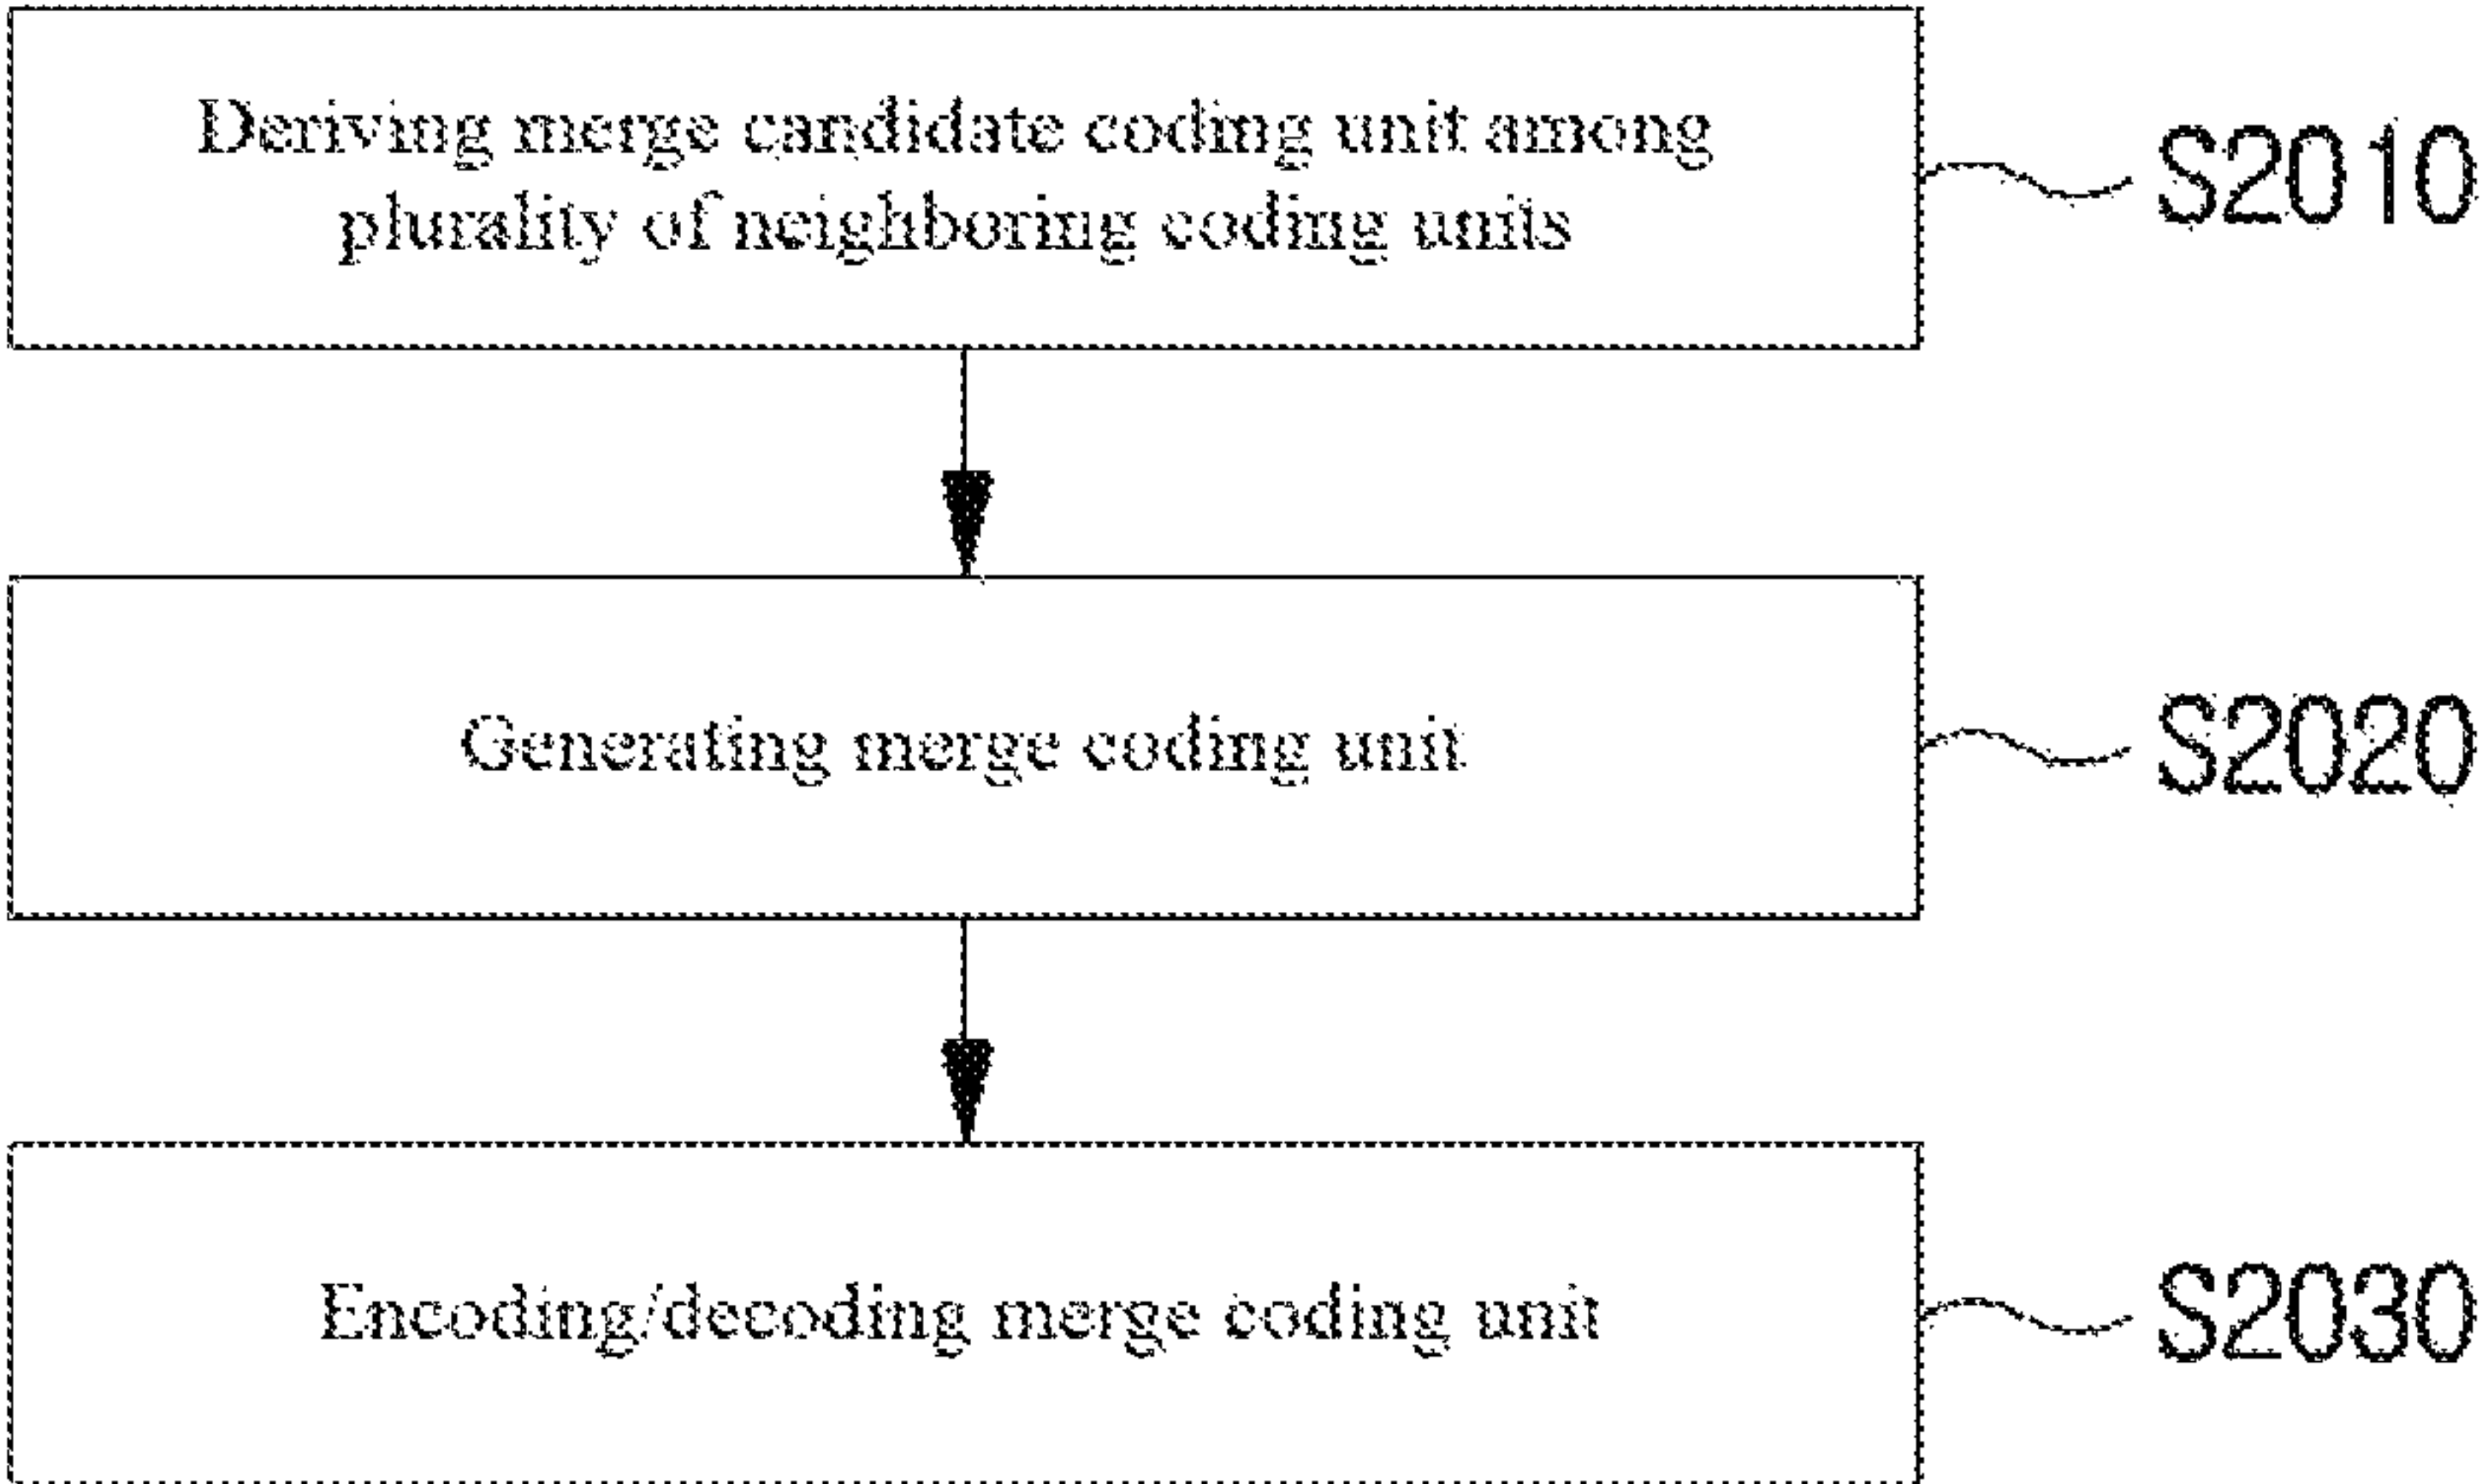 Deriving merge candidate coding unit among
plurality of neighboring coding units
S2010
Generating merge coding unit
S2020
Encoding/decoding merge coding unit
S2030